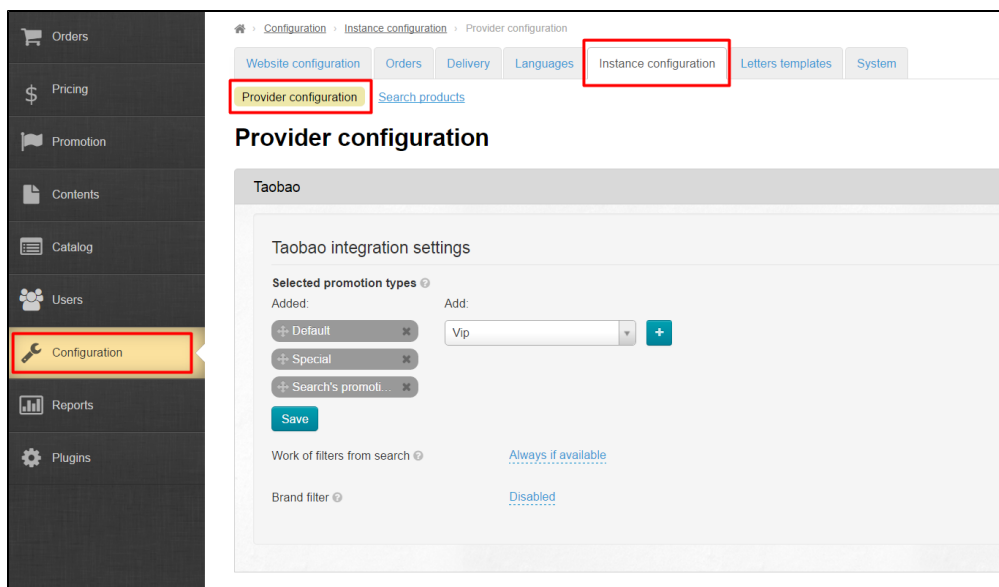 Orders
Pricing
Promotion
Contents
Catalog
Users
Configuration
Reports
Plugins
Configuration › Instance configuration › Provider configuration
Website configuration Orders Delivery Languages Instance configuration Letters templates System
Provider configuration Search products
Provider configuration
Taobao
Taobao integration settings
Selected promotion types ?
Added: Add:
Default Vip +
Special
Search's promoti...
Save
Work of filters from search ? Always if available
Brand filter ? Disabled